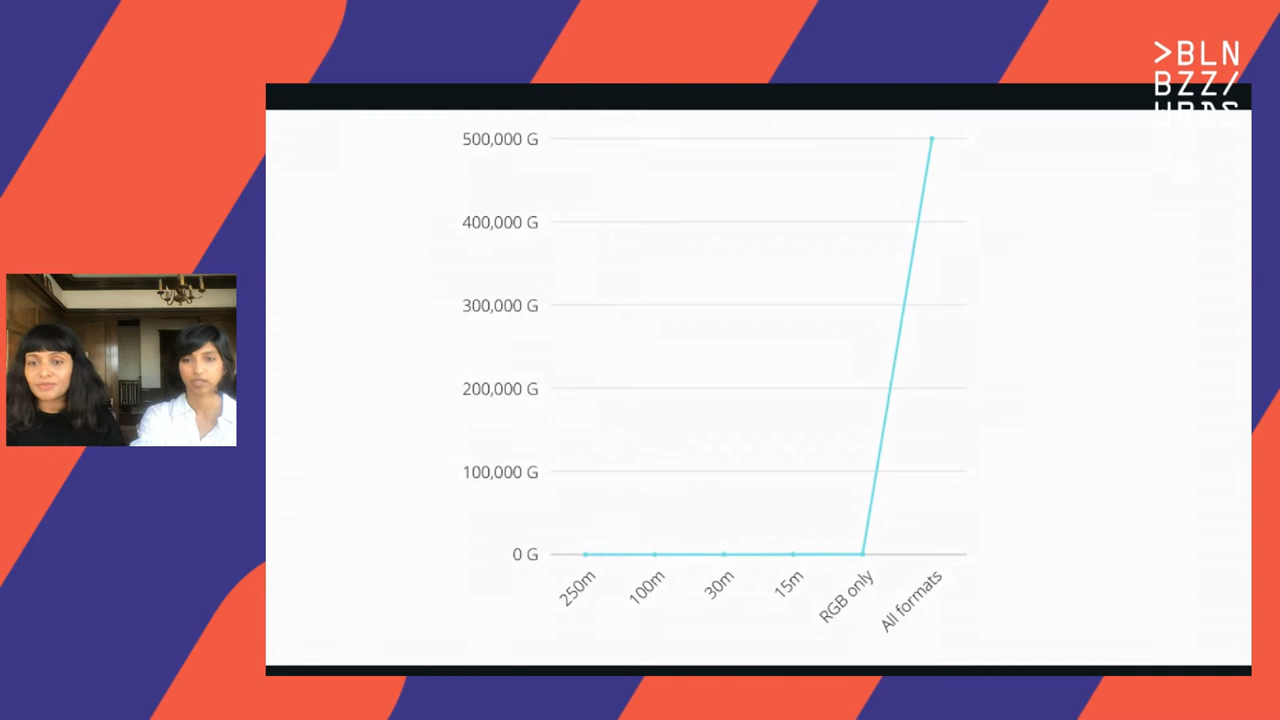 >BLN
BZZ/
500,000 G
400,000 G
300,000 G
200,000 G
100,000 G
0 G
250m
100m
30m
15m
RGB only
All formats